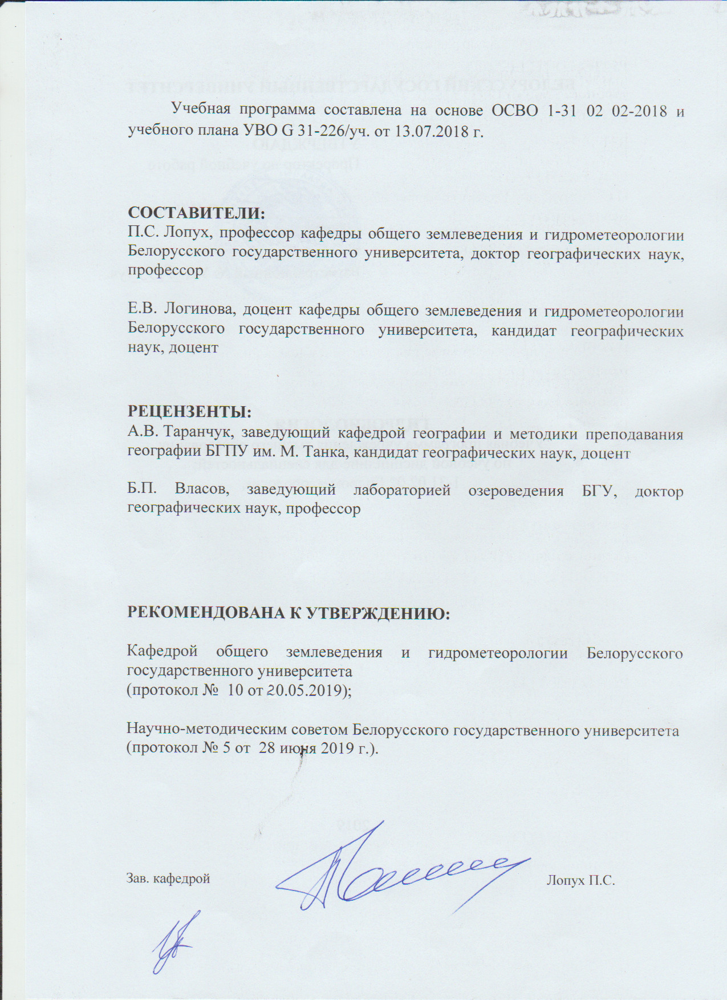 Учебная программа составлена на основе ОСВО 1-31 02 02-2018 и
учебного плана УВО G 31-226/уч. от 13.07.2018 г.
СОСТАВИТЕЛИ:
П.С. Лопух, профессор кафедры общего землеведения и гидрометеорологии
Белорусского государственного университета, доктор географических наук,
профессор
Е.В. Логинова, доцент кафедры общего землеведения и гидрометеорологии
Белорусского государственного университета, кандидат географических
наук, доцент
РЕЦЕНЗЕНТЫ:
А.В. Таранчук, заведующий кафедрой географии и методики преподавания
географии БГПУ им. М. Танка, кандидат географических наук, доцент
Б.П. Власов, заведующий лабораторией озероведения БГУ, доктор
географических наук, профессор
РЕКОМЕНДОВАНА К УТВЕРЖДЕНИЮ:
Кафедрой общего землеведения и гидрометеорологии Белорусского
государственного университета
(протокол № 10 от 20.05.2019);
Научно-методическим советом Белорусского государственного университета
(протокол № 5 от 28 июня 2019 г.).
Зав. кафедрой Лопух П.С.